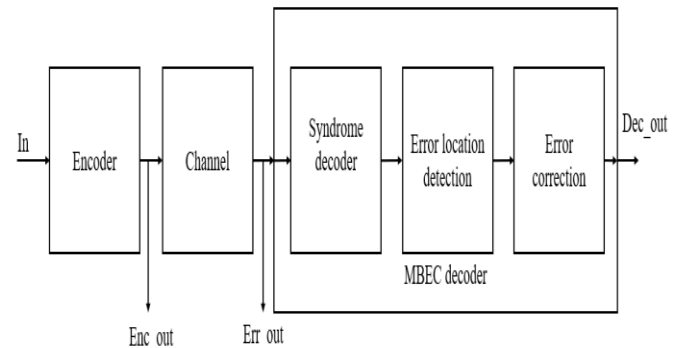 In
Encoder
Channel
Syndrome
decoder
Error location
detection
Error
correction
Dec_out
MBEC decoder
Enc_out
Err_out